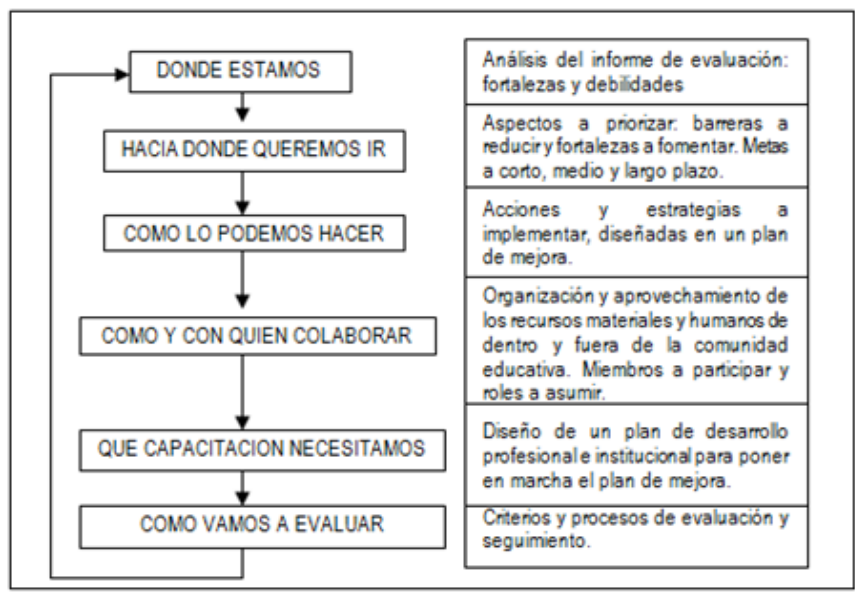 DONDE ESTAMOS
Análisis del informe de evaluación:
fortalezas y debilidades
HACIA DONDE QUEREMOS IR
Aspectos a priorizar: barreras a
reducir y fortalezas a fomentar. Metas
a corto, medio y largo plazo.
COMO LO PODEMOS HACER
Acciones y estrategias a
implementar, diseñadas en un plan
de mejora.
COMO Y CON QUIEN COLABORAR
Organización y aprovechamiento de
los recursos materiales y humanos de
dentro y fuera de la comunidad
educativa. Miembros a participar y
roles a asumir.
QUE CAPACITACION NECESITAMOS
Diseño de un plan de desarrollo
profesional e institucional para poner
en marcha el plan de mejora.
COMO VAMOS A EVALUAR
Criterios y procesos de evaluación y
seguimiento.